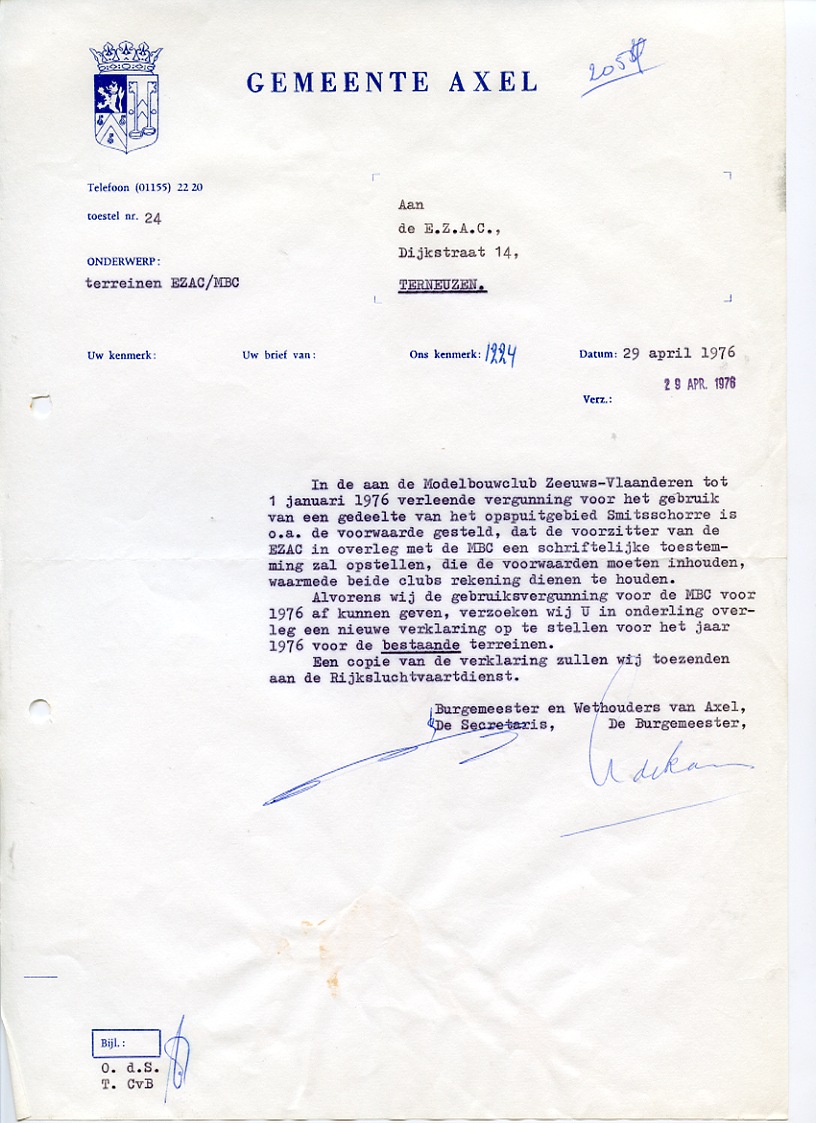 GEMEENTE AXEL
Telefoon (01155) 22 20
toestel nr. 24
ONDERWERP:
terreinen EZAC/MBC
Aan
de E.Z.A.C.,
Dijkstraat 14,
TERNEUZEN.
Uw kenmerk: Uw brief van: Ons kenmerk: 1224 Datum: 29 april 1976
29 APR. 1976
Verz.:
In de aan de Modelbouwclub Zeeuws-Vlaanderen tot
1 januari 1976 verleende vergunning voor het gebruik
van een gedeelte van het opspuitgebied Smitsschorre is
o.a. de voorwaarde gesteld, dat de voorzitter van de
EZAC in overleg met de MBC een schriftelijke toestem-
ming zal opstellen, die de voorwaarden moeten inhouden,
waarmede beide clubs rekening dienen te houden.
Alvorens wij de gebruiksvergunning voor de MBC voor
1976 af kunnen geven, verzoeken wij U in onderling over-
leg een nieuwe verklaring op te stellen voor het jaar
1976 voor de bestaande terreinen.
Een copie van de verklaring zullen wij toezenden
aan de Rijksluchtvaartdienst.
Burgemeester en Wethouders van Axel,
De Secretaris, De Burgemeester,
Bijl.:
O. d.S.
T. CvB